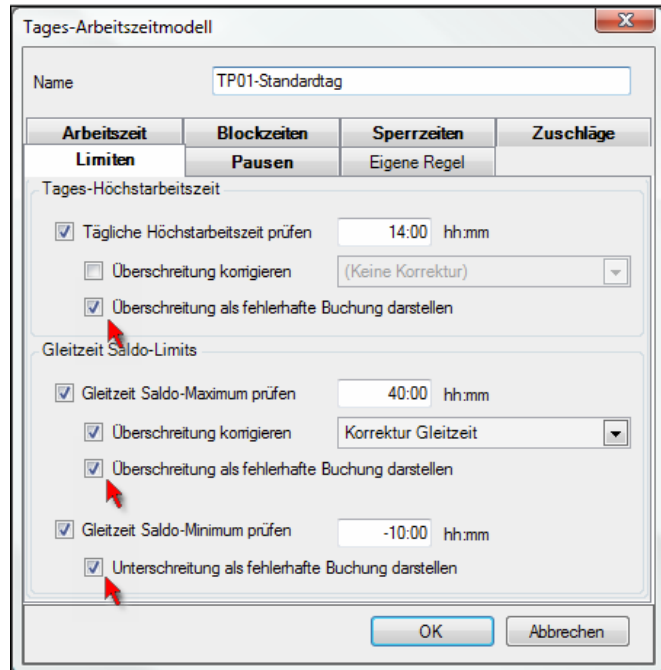 Tages-Arbeitszeitmodell
Name TP01-Standardtag
Arbeitszeit Blockzeiten Sperrzeiten Zuschläge
Limiten Pausen Eigene Regel
Tages-Höchstarbeitszeit
Tägliche Höchstarbeitszeit prüfen 14:00 hh:mm
Überschreitung korrigieren (Keine Korrektur)
Überschreitung als fehlerhafte Buchung darstellen
Gleitzeit Saldo-Limits
Gleitzeit Saldo-Maximum prüfen 40:00 hh:mm
Überschreitung korrigieren Korrektur Gleitzeit
Überschreitung als fehlerhafte Buchung darstellen
Gleitzeit Saldo-Minimum prüfen -10:00 hh:mm
Unterschreitung als fehlerhafte Buchung darstellen
OK Abbrechen